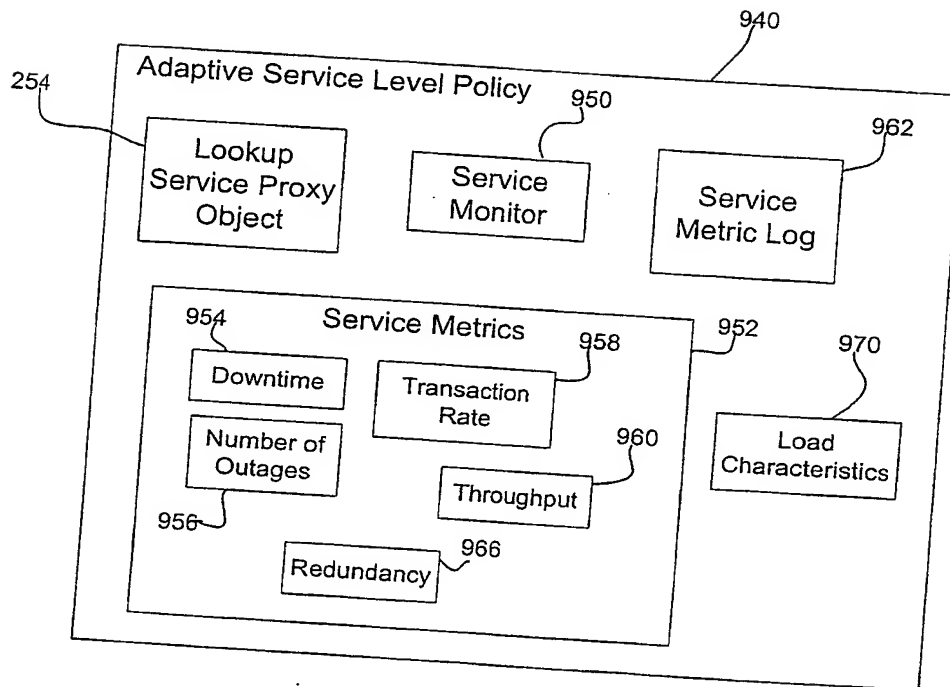 940
Adaptive Service Level Policy
254
950
962
Lookup
Service Proxy
Object
Service
Monitor
Service
Metric Log
Service Metrics
952
954
958
970
Downtime
Transaction
Rate
Number of
Outages
960
Load
Characteristics
Throughput
956
966
Redundancy